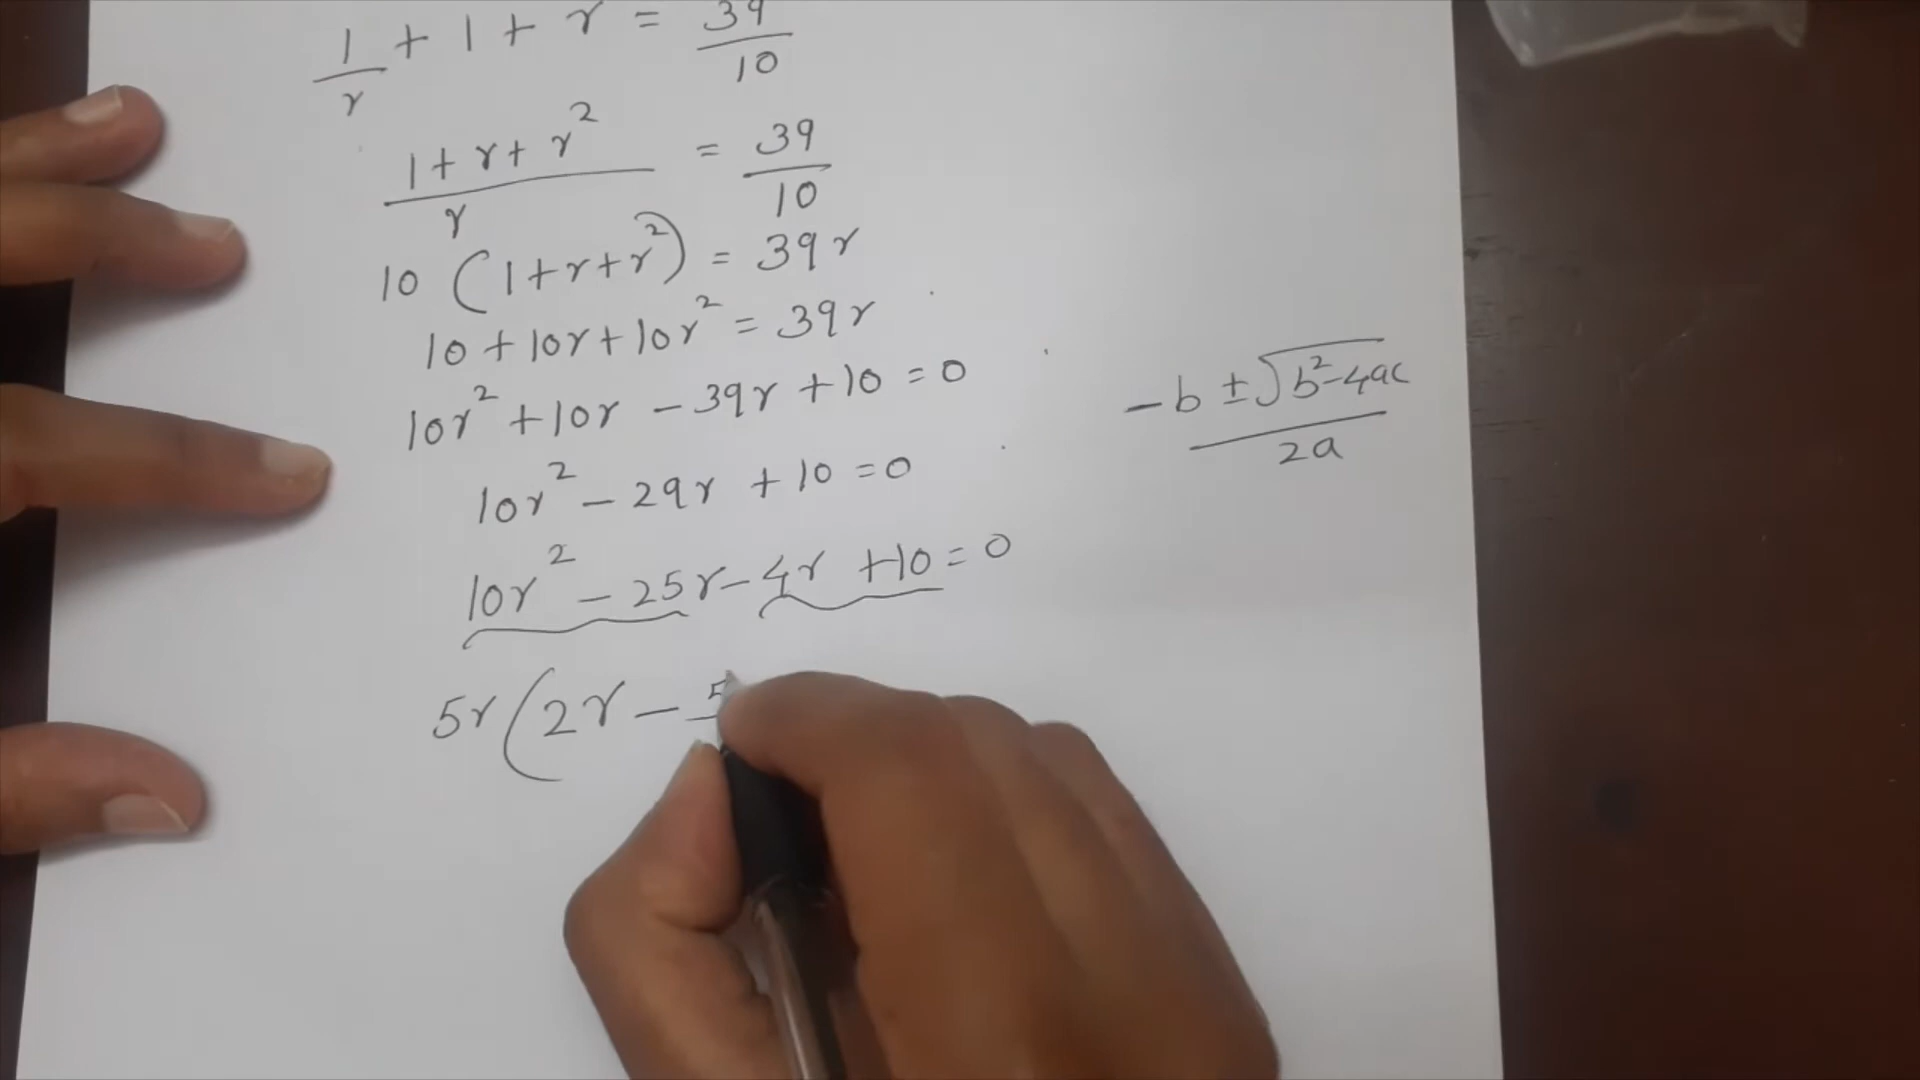 1/r + 1 + r = 39/10
(1 + r + r²)/r = 39/10
10 (1+r+r²) = 39r
10 + 10r + 10r² = 39r
10r² + 10r - 39r + 10 = 0
-b ± √(b²-4ac) / 2a
10r² - 29r + 10 = 0
10r² - 25r - 4r + 10 = 0
5r (2r - 5